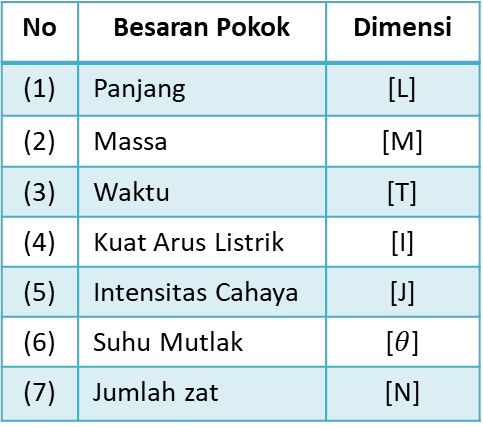 No Besaran Pokok Dimensi
(1) Panjang [L]
(2) Massa [M]
(3) Waktu [T]
(4) Kuat Arus Listrik [I]
(5) Intensitas Cahaya [J]
(6) Suhu Mutlak [𝜃]
(7) Jumlah zat [N]